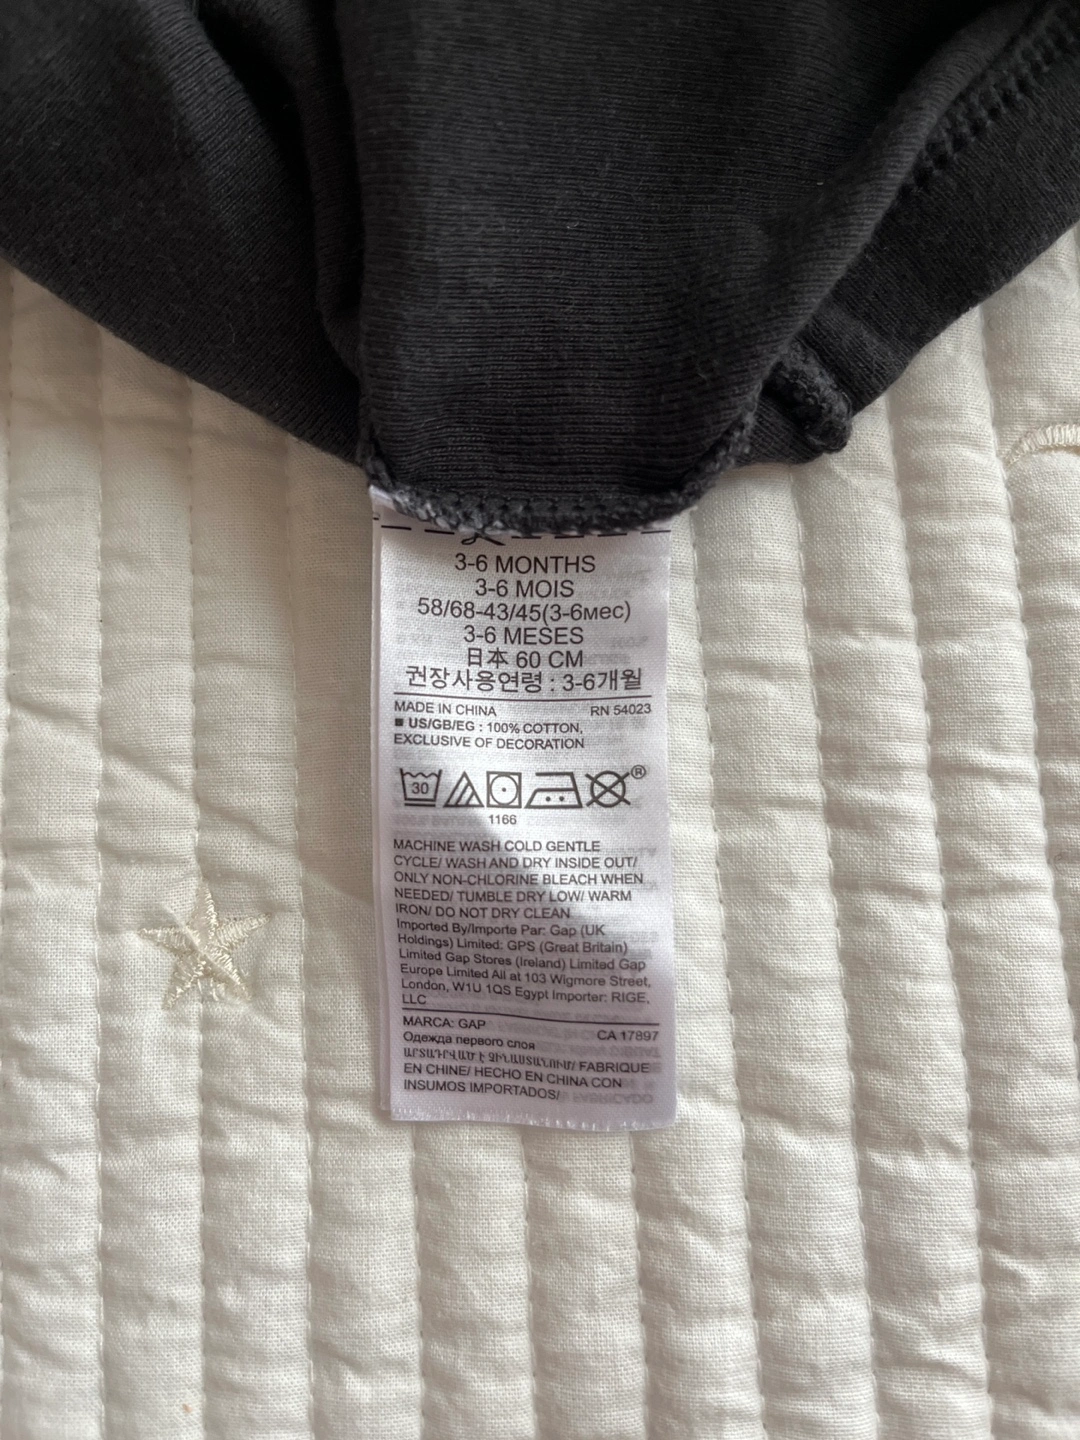 3-6 MONTHS
3-6 MOIS
58/68-43/45(3-6мес)
3-6 MESES
日本 60 CM
권장사용연령 : 3-6개월
MADE IN CHINA RN 54023
■ US/GB/EG : 100% COTTON,
EXCLUSIVE OF DECORATION
30 ®
1166
MACHINE WASH COLD GENTLE
CYCLE/ WASH AND DRY INSIDE OUT/
ONLY NON-CHLORINE BLEACH WHEN
NEEDED/ TUMBLE DRY LOW/ WARM
IRON/ DO NOT DRY CLEAN
Imported By/Importe Par: Gap (UK
Holdings) Limited: GPS (Great Britain)
Limited Gap Stores (Ireland) Limited Gap
Europe Limited All at 103 Wigmore Street,
London, W1U 1QS Egypt Importer: RIGE,
LLC
MARCA: GAP CA 17897
Одежда первого слоя
ԱՐՏԱԴՐՎԱԾ Է ՉԻՆԱՍՏԱՆՈՒՄ/ FABRIQUE
EN CHINE/ HECHO EN CHINA CON
INSUMOS IMPORTADOS/